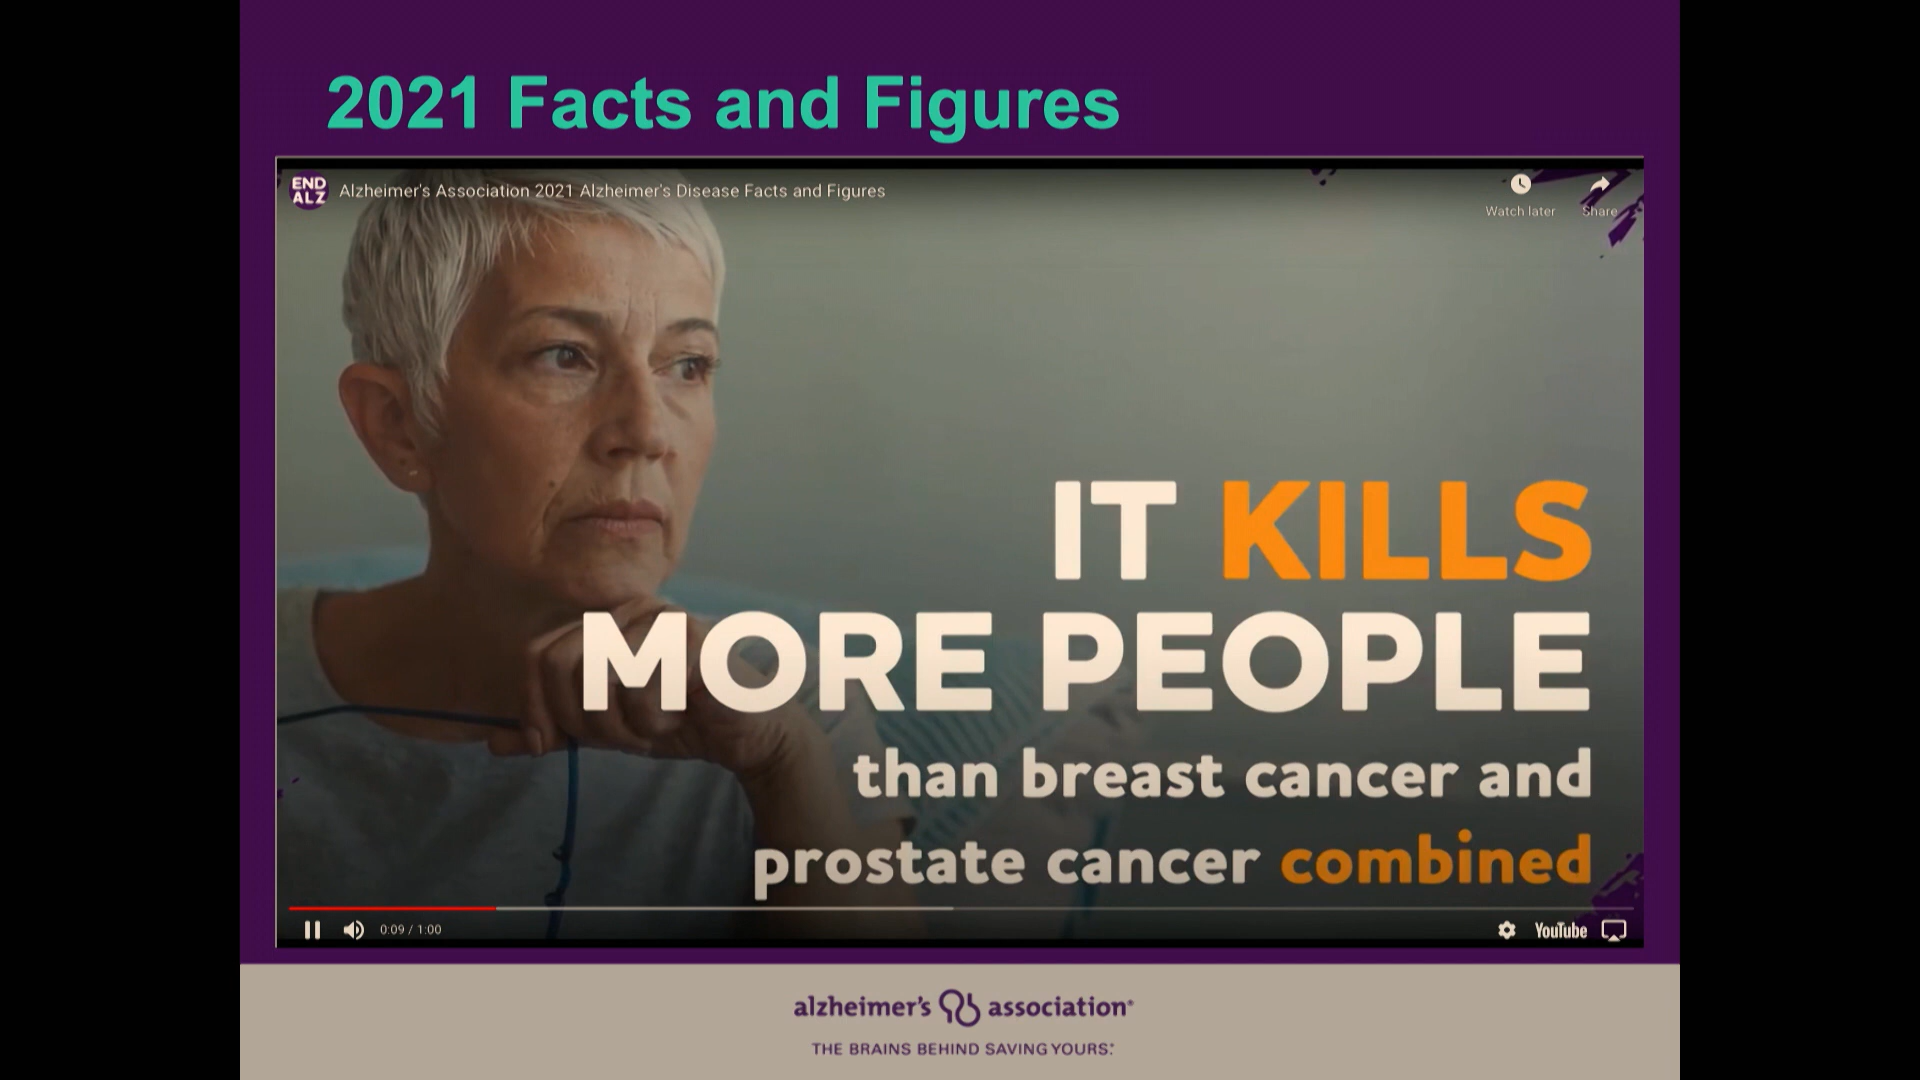 2021 Facts and Figures
END
ALZ
Alzheimer's Association 2021 Alzheimer's Disease Facts and Figures
Watch later
Share
IT KILLS
MORE PEOPLE
than breast cancer and
prostate cancer combined
0:09 / 1:00
YouTube
alzheimer's association®
THE BRAINS BEHIND SAVING YOURS.®